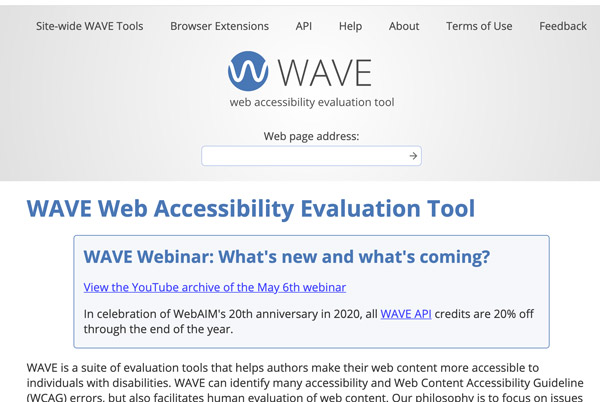 Site-wide WAVE Tools Browser Extensions API Help About Terms of Use Feedback
WAVE
web accessibility evaluation tool
Web page address:
WAVE Web Accessibility Evaluation Tool
WAVE Webinar: What's new and what's coming?
View the YouTube archive of the May 6th webinar
In celebration of WebAIM's 20th anniversary in 2020, all WAVE API credits are 20% off
through the end of the year.
WAVE is a suite of evaluation tools that helps authors make their web content more accessible to
individuals with disabilities. WAVE can identify many accessibility and Web Content Accessibility Guideline
(WCAG) errors, but also facilitates human evaluation of web content. Our philosophy is to focus on issues